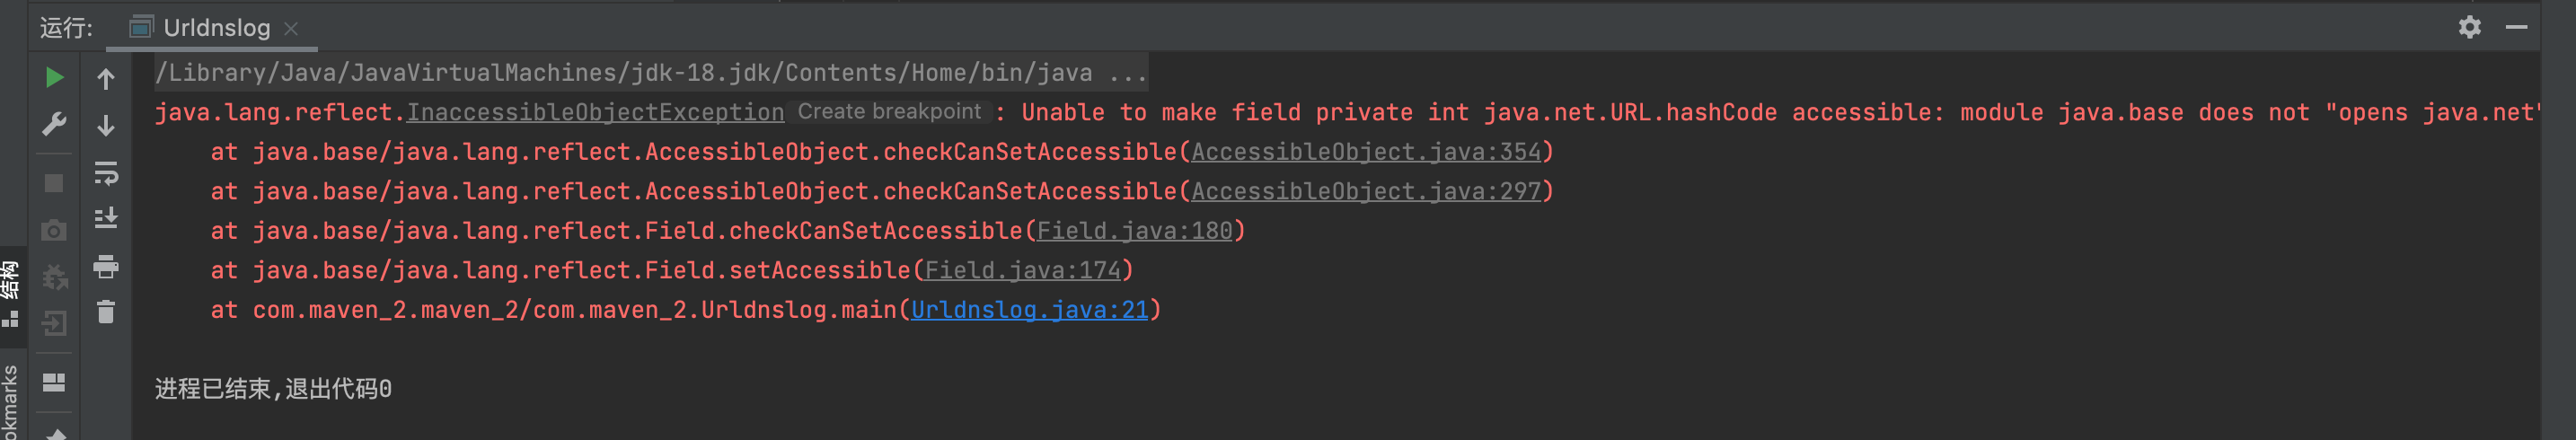 运行: Urldnslog
/Library/Java/JavaVirtualMachines/jdk-18.jdk/Contents/Home/bin/java ...
java.lang.reflect.InaccessibleObjectException Create breakpoint : Unable to make field private int java.net.URL.hashCode accessible: module java.base does not "opens java.net"
at java.base/java.lang.reflect.AccessibleObject.checkCanSetAccessible(AccessibleObject.java:354)
at java.base/java.lang.reflect.AccessibleObject.checkCanSetAccessible(AccessibleObject.java:297)
at java.base/java.lang.reflect.Field.checkCanSetAccessible(Field.java:180)
at java.base/java.lang.reflect.Field.setAccessible(Field.java:174)
at com.maven_2.maven_2/com.maven_2.Urldnslog.main(Urldnslog.java:21)
进程已结束,退出代码0
结构
okmarks